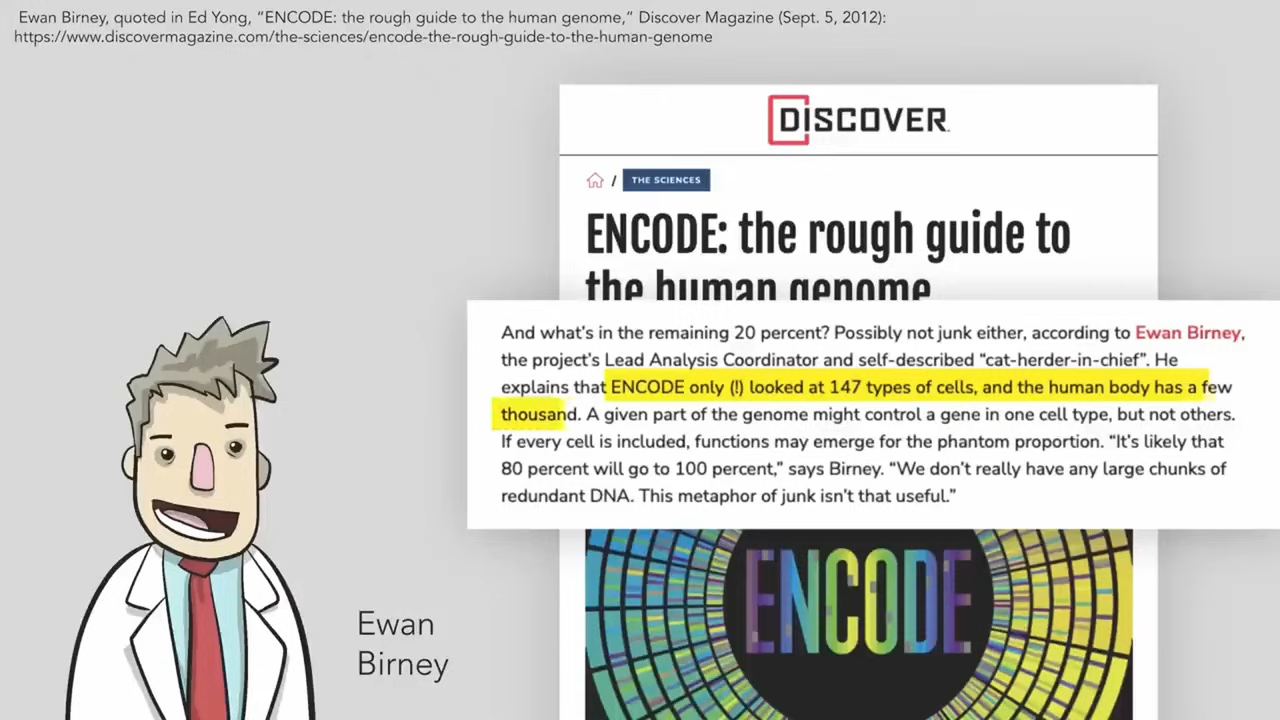 Ewan Birney, quoted in Ed Yong, “ENCODE: the rough guide to the human genome,” Discover Magazine (Sept. 5, 2012):
https://www.discovermagazine.com/the-sciences/encode-the-rough-guide-to-the-human-genome
DISCOVER.
/ THE SCIENCES
ENCODE: the rough guide to
the human genome
And what’s in the remaining 20 percent? Possibly not junk either, according to Ewan Birney,
the project’s Lead Analysis Coordinator and self-described “cat-herder-in-chief”. He
explains that ENCODE only (!) looked at 147 types of cells, and the human body has a few
thousand. A given part of the genome might control a gene in one cell type, but not others.
If every cell is included, functions may emerge for the phantom proportion. “It’s likely that
80 percent will go to 100 percent,” says Birney. “We don’t really have any large chunks of
redundant DNA. This metaphor of junk isn’t that useful.”
ENCODE
Ewan
Birney